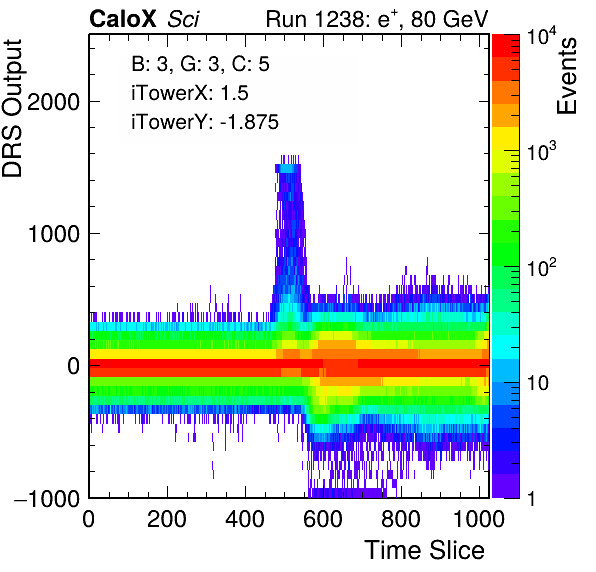 CaloX Sci Run 1238: e⁺, 80 GeV
B: 3, G: 3, C: 5
iTowerX: 1.5
iTowerY: -1.875
DRS Output
2000
1000
0
−1000
0 200 400 600 800 1000
Time Slice
Events
10⁴
10³
10²
10
1